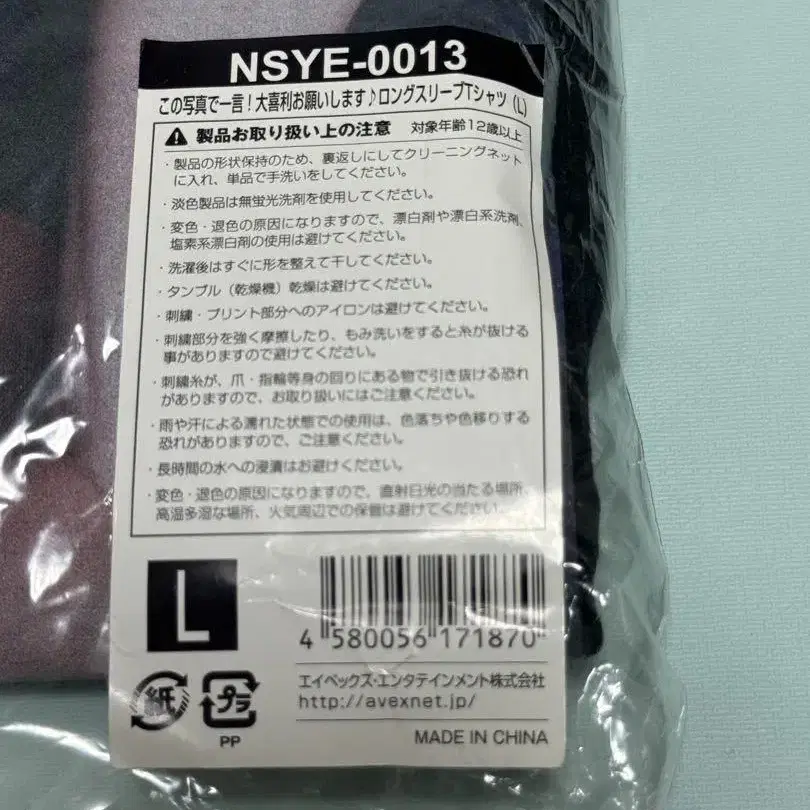 NSYE-0013
この写真で一言!大喜利お願いします♪ロングスリーブTシャツ (L)
製品お取り扱い上の注意 対象年齢12歳以上
・製品の形状保持のため、裏返しにしてクリーニングネット
に入れ、単品で手洗いをしてください。
・淡色製品は無蛍光洗剤を使用してください。
・変色・退色の原因になりますので、漂白剤や漂白系洗剤、
塩素系漂白剤の使用は避けてください。
・洗濯後はすぐに形を整えて干してください。
・タンブル(乾燥機)乾燥は避けてください。
・刺繍・プリント部分へのアイロンは避けてください。
・刺繍部分を強く摩擦したり、もみ洗いをすると糸が抜ける
事がありますので避けてください。
・刺繍糸が、爪・指輪等身の回りにある物で引き抜ける恐れ
がありますので、お取り扱いにはご注意ください。
・雨や汗による濡れた状態での使用は、色落ちや色移りする
恐れがありますので、ご注意ください。
・長時間の水への浸漬はお避けください。
・変色・退色の原因になりますので、直射日光の当たる場所、
高温多湿な場所、火気周辺での保管は避けてください。
L
4 580056 171870
エイベックス・エンタテインメント株式会社
http://avexnet.jp/
紙
プラ
PP
MADE IN CHINA